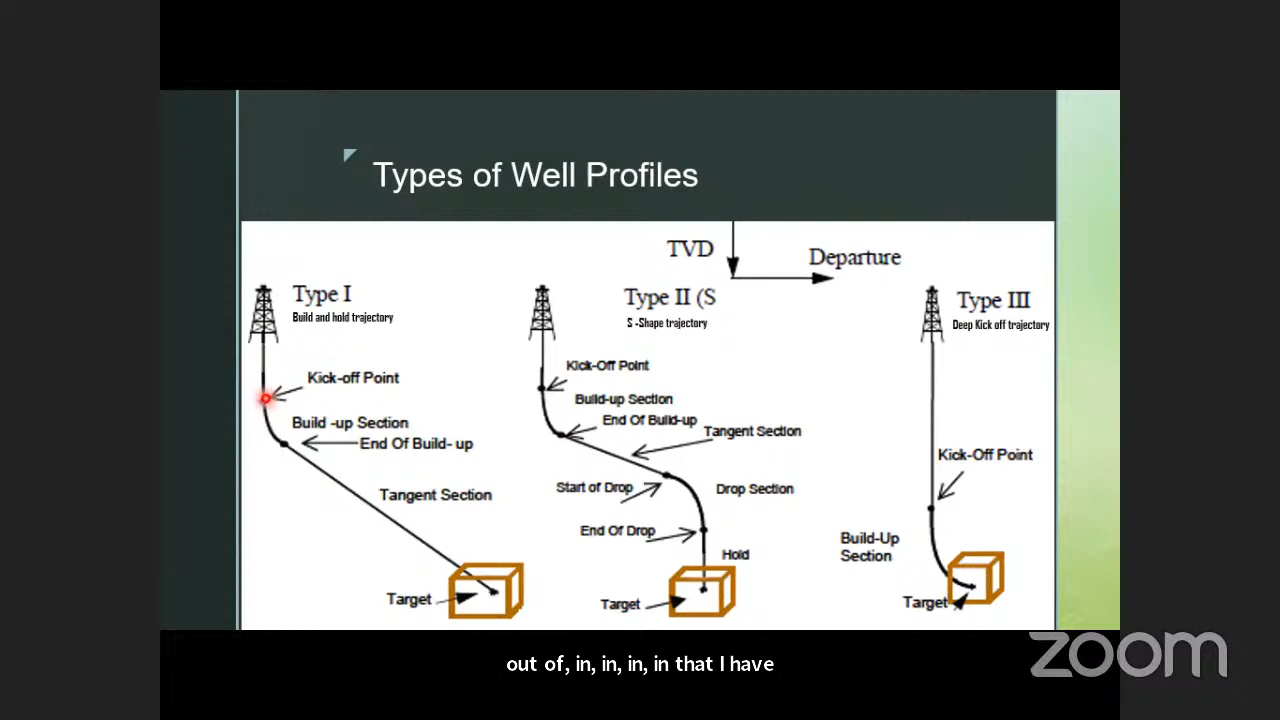 Types of Well Profiles
TVD
Departure
Type I
Build and hold trajectory
Kick-off Point
Build -up Section
End Of Build- up
Tangent Section
Target
Type II (S
S -Shape trajectory
Kick-Off Point
Build-up Section
End Of Build-up
Tangent Section
Start of Drop
Drop Section
End Of Drop
Hold
Target
Type III
Deep Kick off trajectory
Kick-Off Point
Build-Up
Section
Target
out of, in, in, in, in that I have
zoom